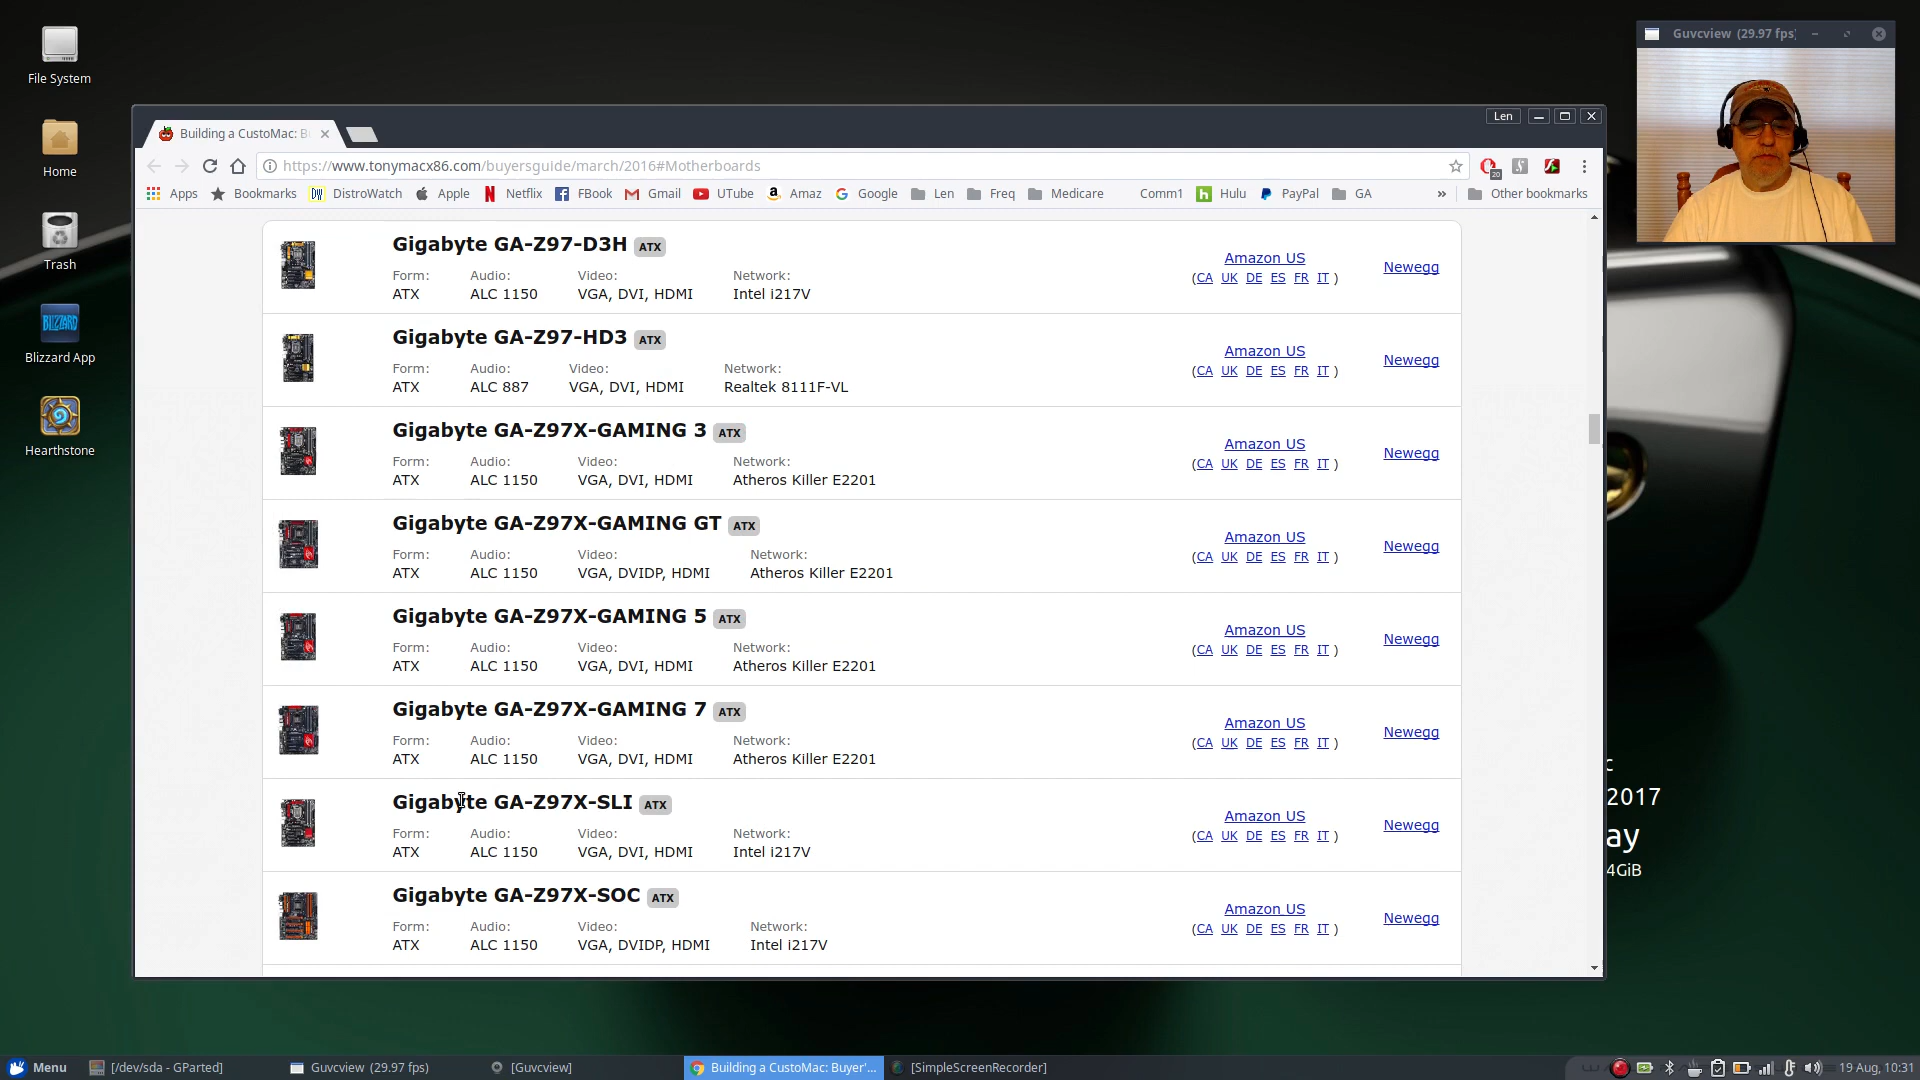 File System
Home
Trash
BLIZZARD
Blizzard App
Hearthstone
Guvcview (29.97 fps)
Len
Building a CustoMac: B
https://www.tonymacx86.com/buyersguide/march/2016#Motherboards
20
Apps Bookmarks DW DistroWatch Apple Netflix FBook Gmail UTube Amaz Google Len Freq Medicare Comm1 Hulu PayPal GA » Other bookmarks
Gigabyte GA-Z97-D3H ATX
Form: Audio: Video: Network:
ATX ALC 1150 VGA, DVI, HDMI Intel i217V
Amazon US
(CA UK DE ES FR IT )
Newegg
Gigabyte GA-Z97-HD3 ATX
Form: Audio: Video: Network:
ATX ALC 887 VGA, DVI, HDMI Realtek 8111F-VL
Amazon US
(CA UK DE ES FR IT )
Newegg
Gigabyte GA-Z97X-GAMING 3 ATX
Form: Audio: Video: Network:
ATX ALC 1150 VGA, DVI, HDMI Atheros Killer E2201
Amazon US
(CA UK DE ES FR IT )
Newegg
Gigabyte GA-Z97X-GAMING GT ATX
Form: Audio: Video: Network:
ATX ALC 1150 VGA, DVIDP, HDMI Atheros Killer E2201
Amazon US
(CA UK DE ES FR IT )
Newegg
Gigabyte GA-Z97X-GAMING 5 ATX
Form: Audio: Video: Network:
ATX ALC 1150 VGA, DVI, HDMI Atheros Killer E2201
Amazon US
(CA UK DE ES FR IT )
Newegg
Gigabyte GA-Z97X-GAMING 7 ATX
Form: Audio: Video: Network:
ATX ALC 1150 VGA, DVI, HDMI Atheros Killer E2201
Amazon US
(CA UK DE ES FR IT )
Newegg
Gigabyte GA-Z97X-SLI ATX
Form: Audio: Video: Network:
ATX ALC 1150 VGA, DVI, HDMI Intel i217V
Amazon US
(CA UK DE ES FR IT )
Newegg
Gigabyte GA-Z97X-SOC ATX
Form: Audio: Video: Network:
ATX ALC 1150 VGA, DVIDP, HDMI Intel i217V
Amazon US
(CA UK DE ES FR IT )
Newegg
c
2017
ay
4GiB
Menu [/dev/sda - GParted] Guvcview (29.97 fps) [Guvcview] Building a CustoMac: Buyer'... [SimpleScreenRecorder] 19 Aug, 10:31